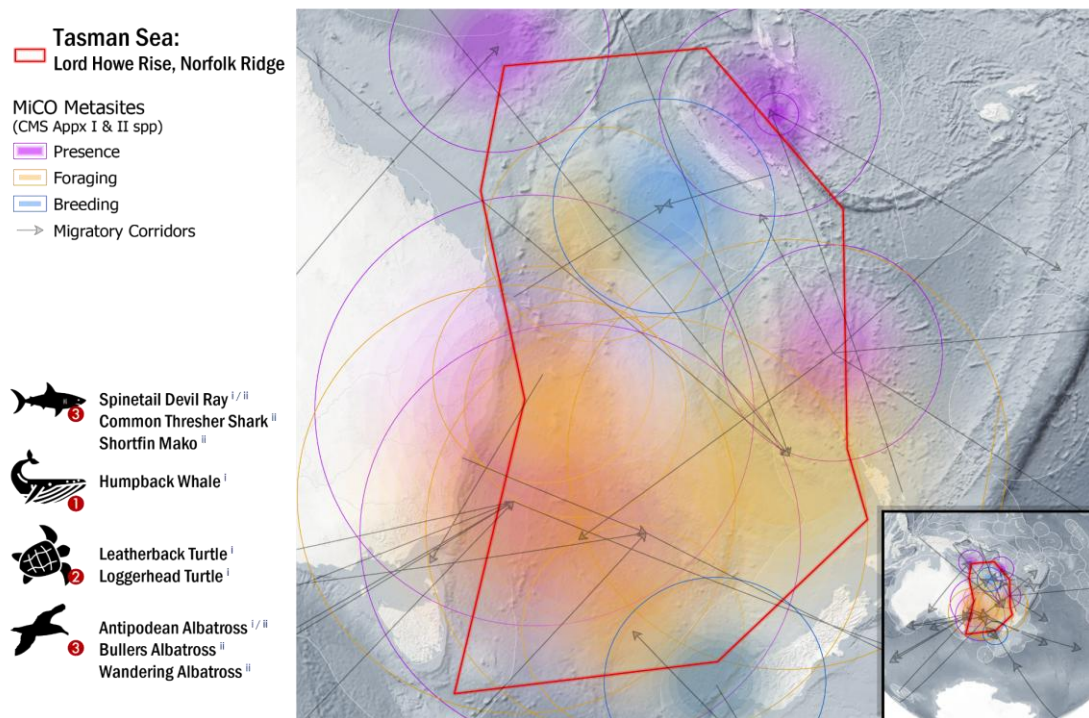 Tasman Sea:
Lord Howe Rise, Norfolk Ridge
MiCO Metasites
(CMS Appx I & II spp)
Presence
Foraging
Breeding
Migratory Corridors
ii
3
Spinetail Devil Ray i / ii
Common Thresher Shark ii
Shortfin Mako ii
1
Humpback Whale i
2
Leatherback Turtle i
Loggerhead Turtle i
3
Antipodean Albatross i / ii
Bullers Albatross ii
Wandering Albatross ii